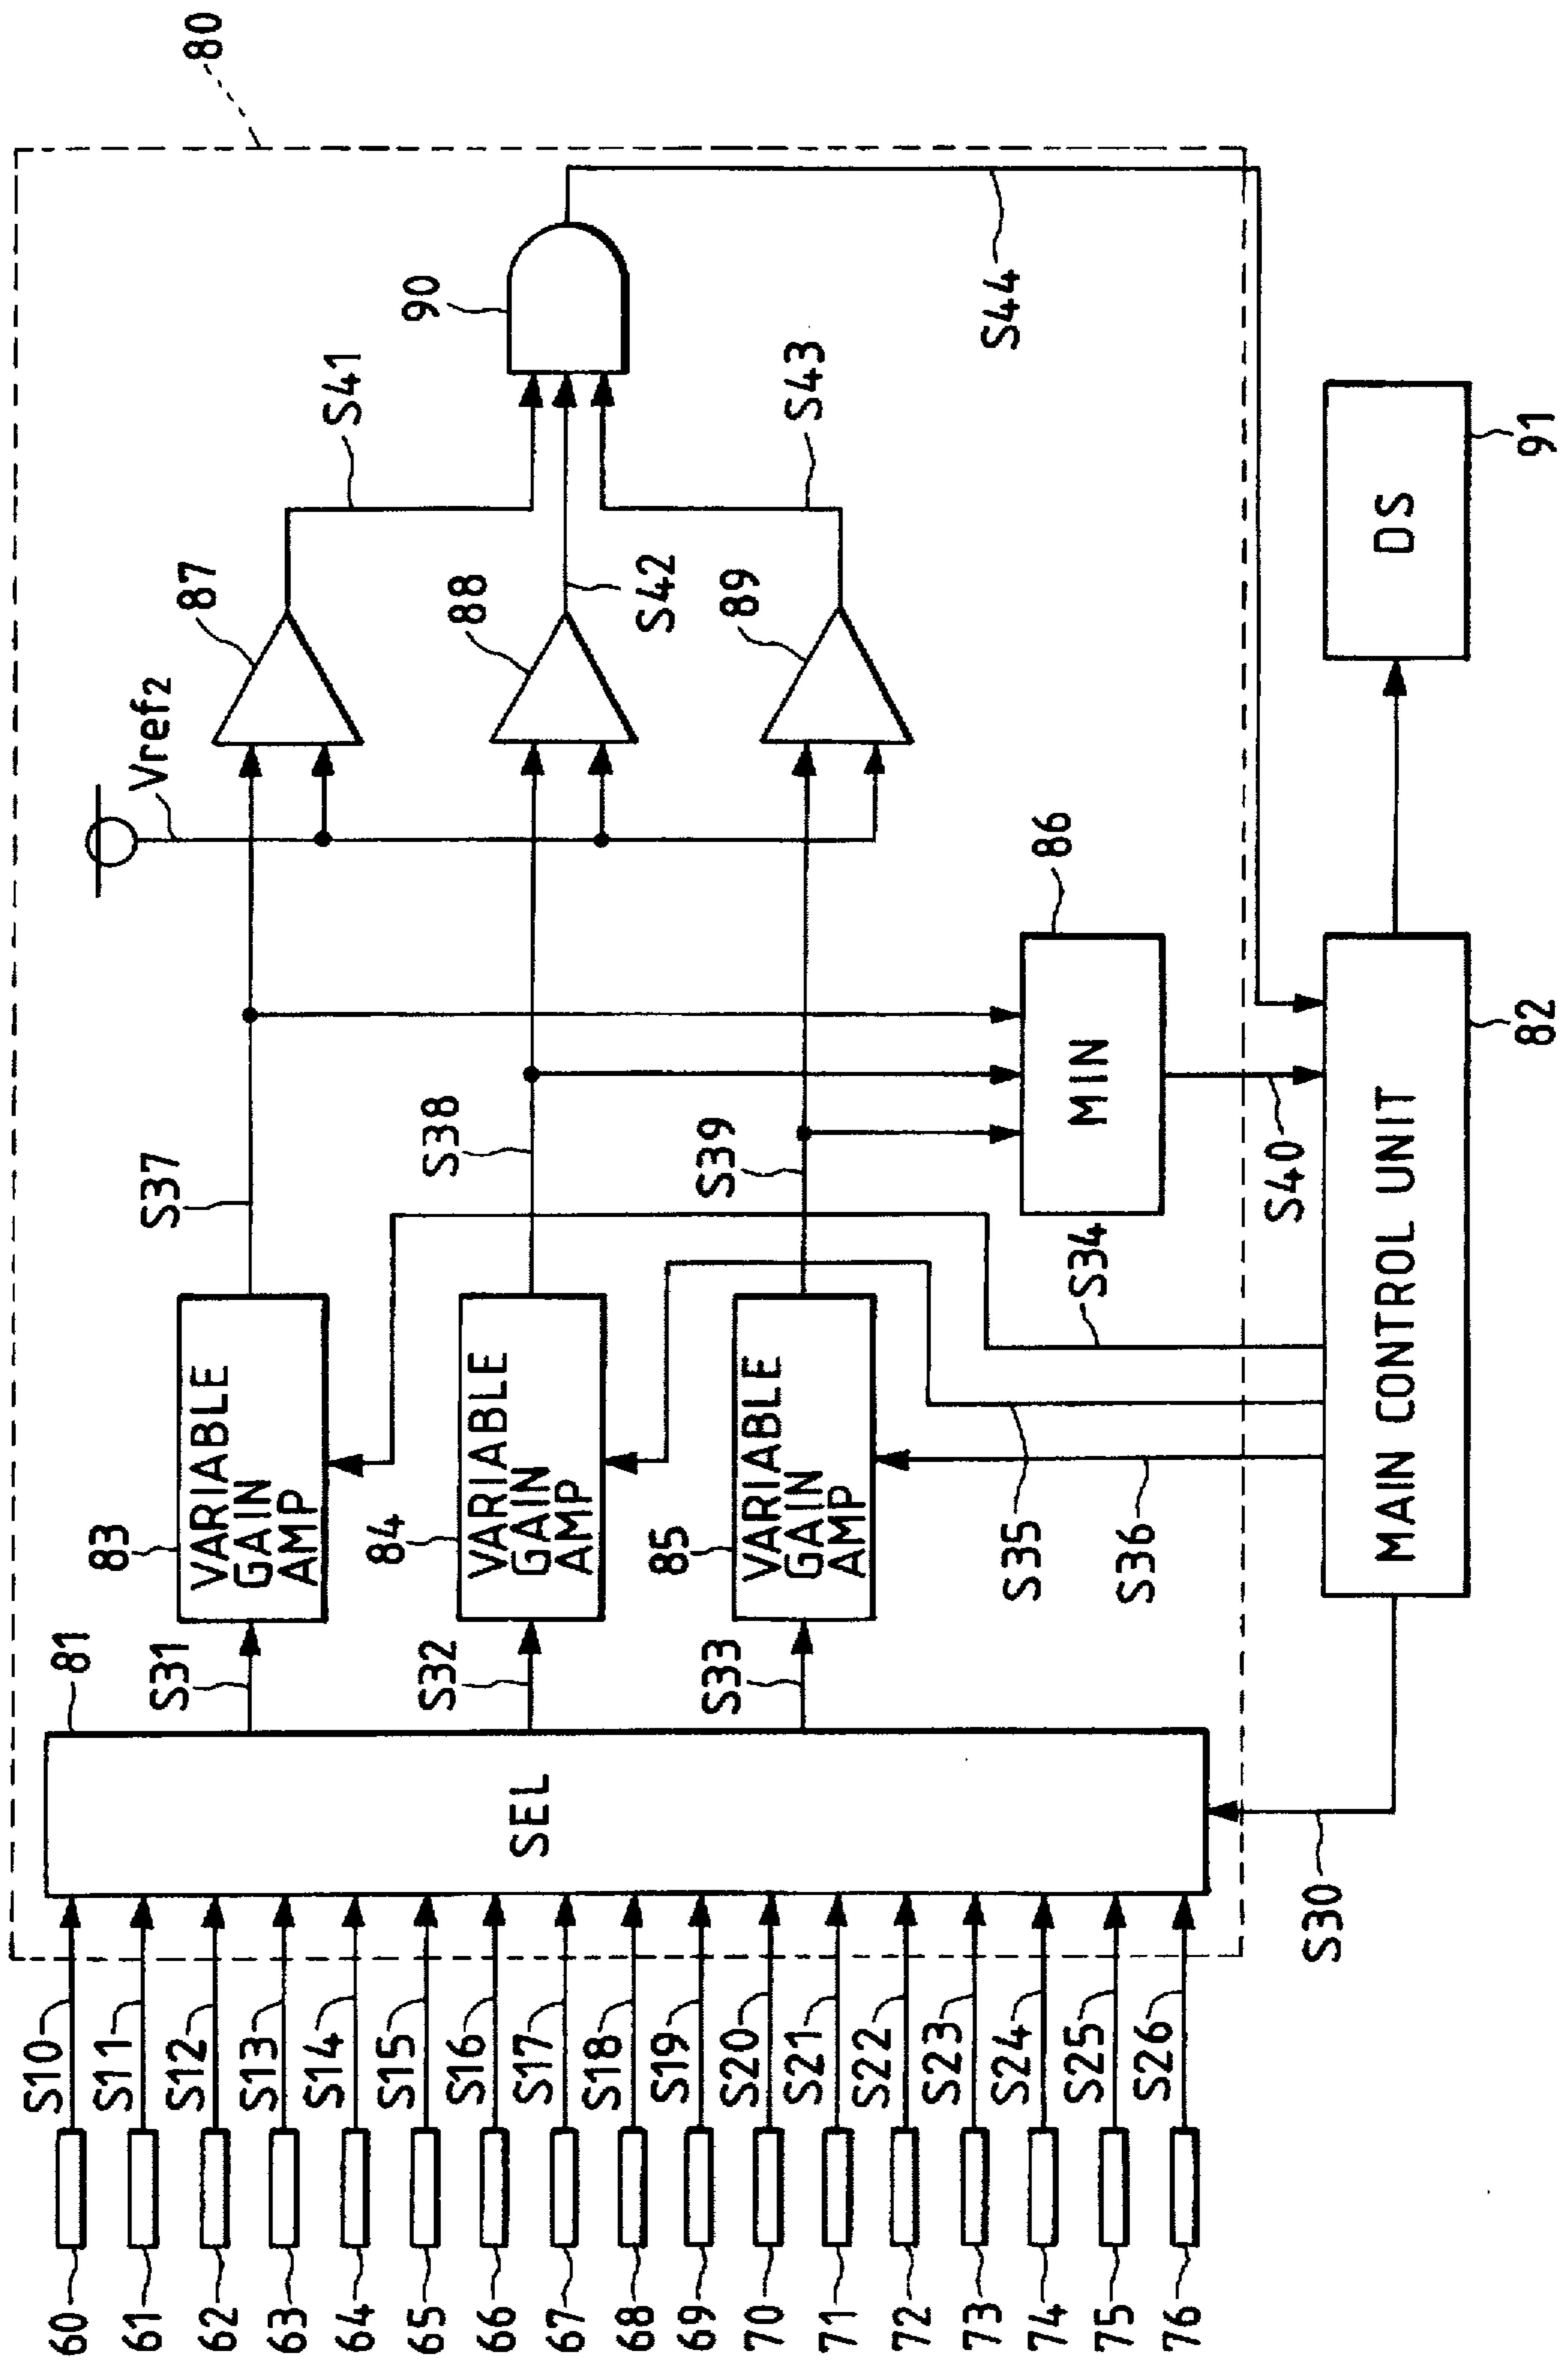 80
S10
S11
S12
S13
S14
S15
S16
S17
S18
S19
S20
S21
S22
S23
S24
S25
S26
60
61
62
63
64
65
66
67
68
69
70
71
72
73
74
75
76
81
SEL
S30
S31
S32
S33
83
VARIABLE
GAIN
AMP
84
VARIABLE
GAIN
AMP
85
VARIABLE
GAIN
AMP
S37
S38
S39
S34
S35
S36
Vref2
87
88
89
S41
S42
S43
90
S44
86
MIN
S40
MAIN CONTROL UNIT
82
DS
91